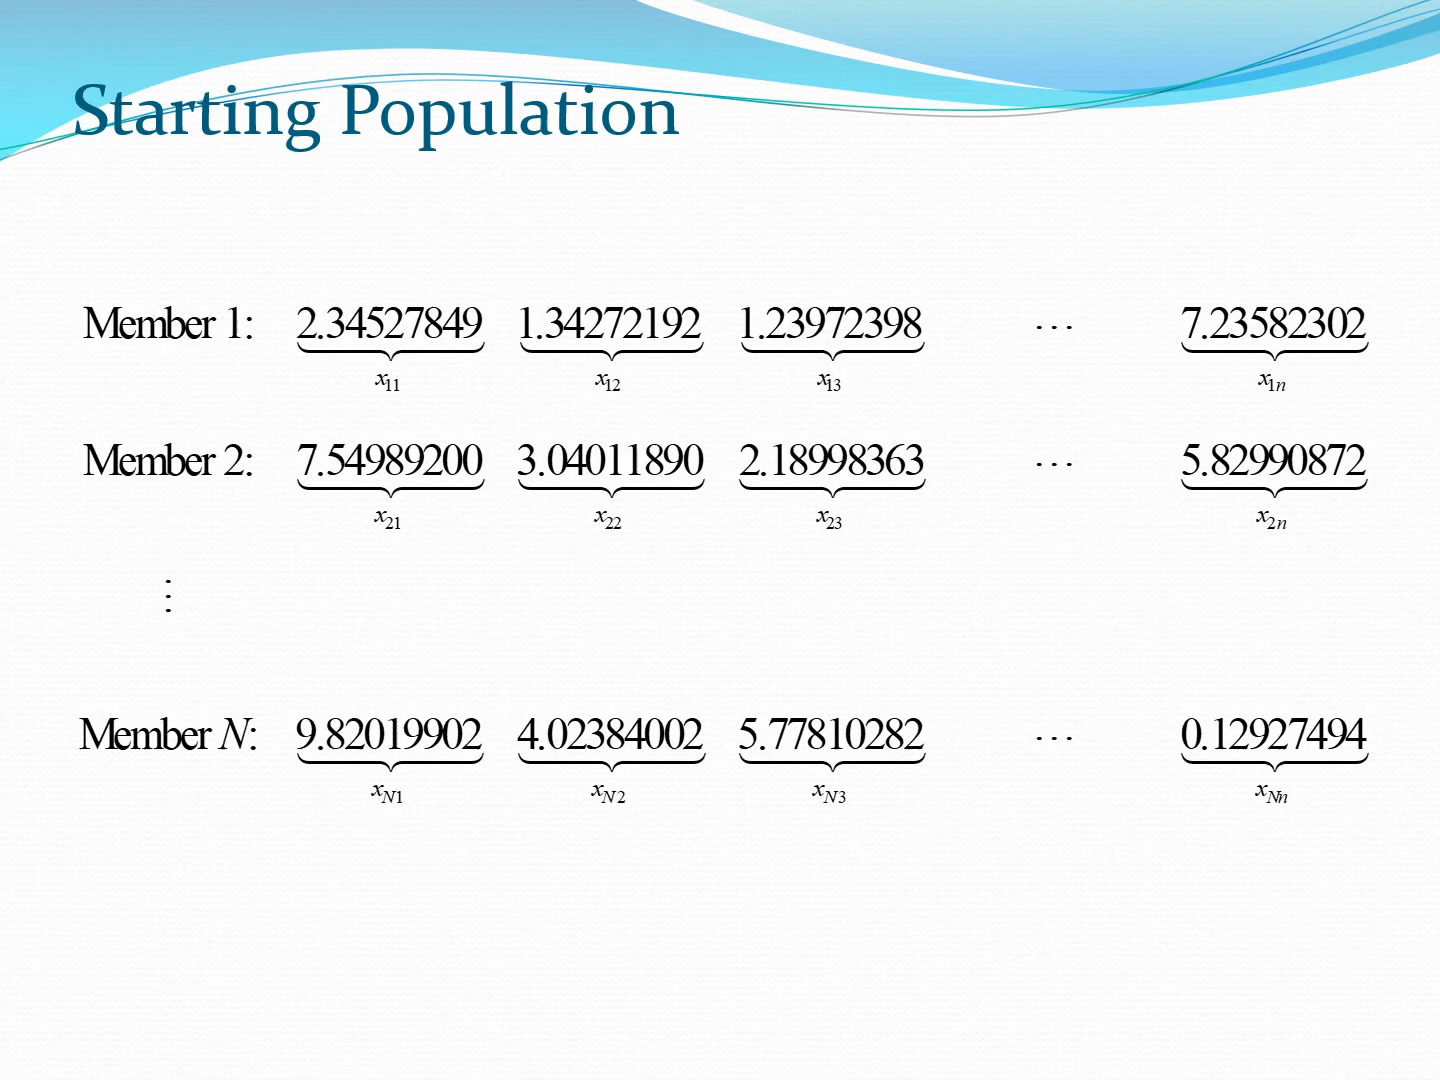 Starting Population
Member 1: 2.34527849 1.34272192 1.23972398 ⋯ 7.23582302
x11 x12 x13 x1n
Member 2: 7.54989200 3.04011890 2.18998363 ⋯ 5.82990872
x21 x22 x23 x2n
⋮
Member N: 9.82019902 4.02384002 5.77810282 ⋯ 0.12927494
xN1 xN2 xN3 xNn